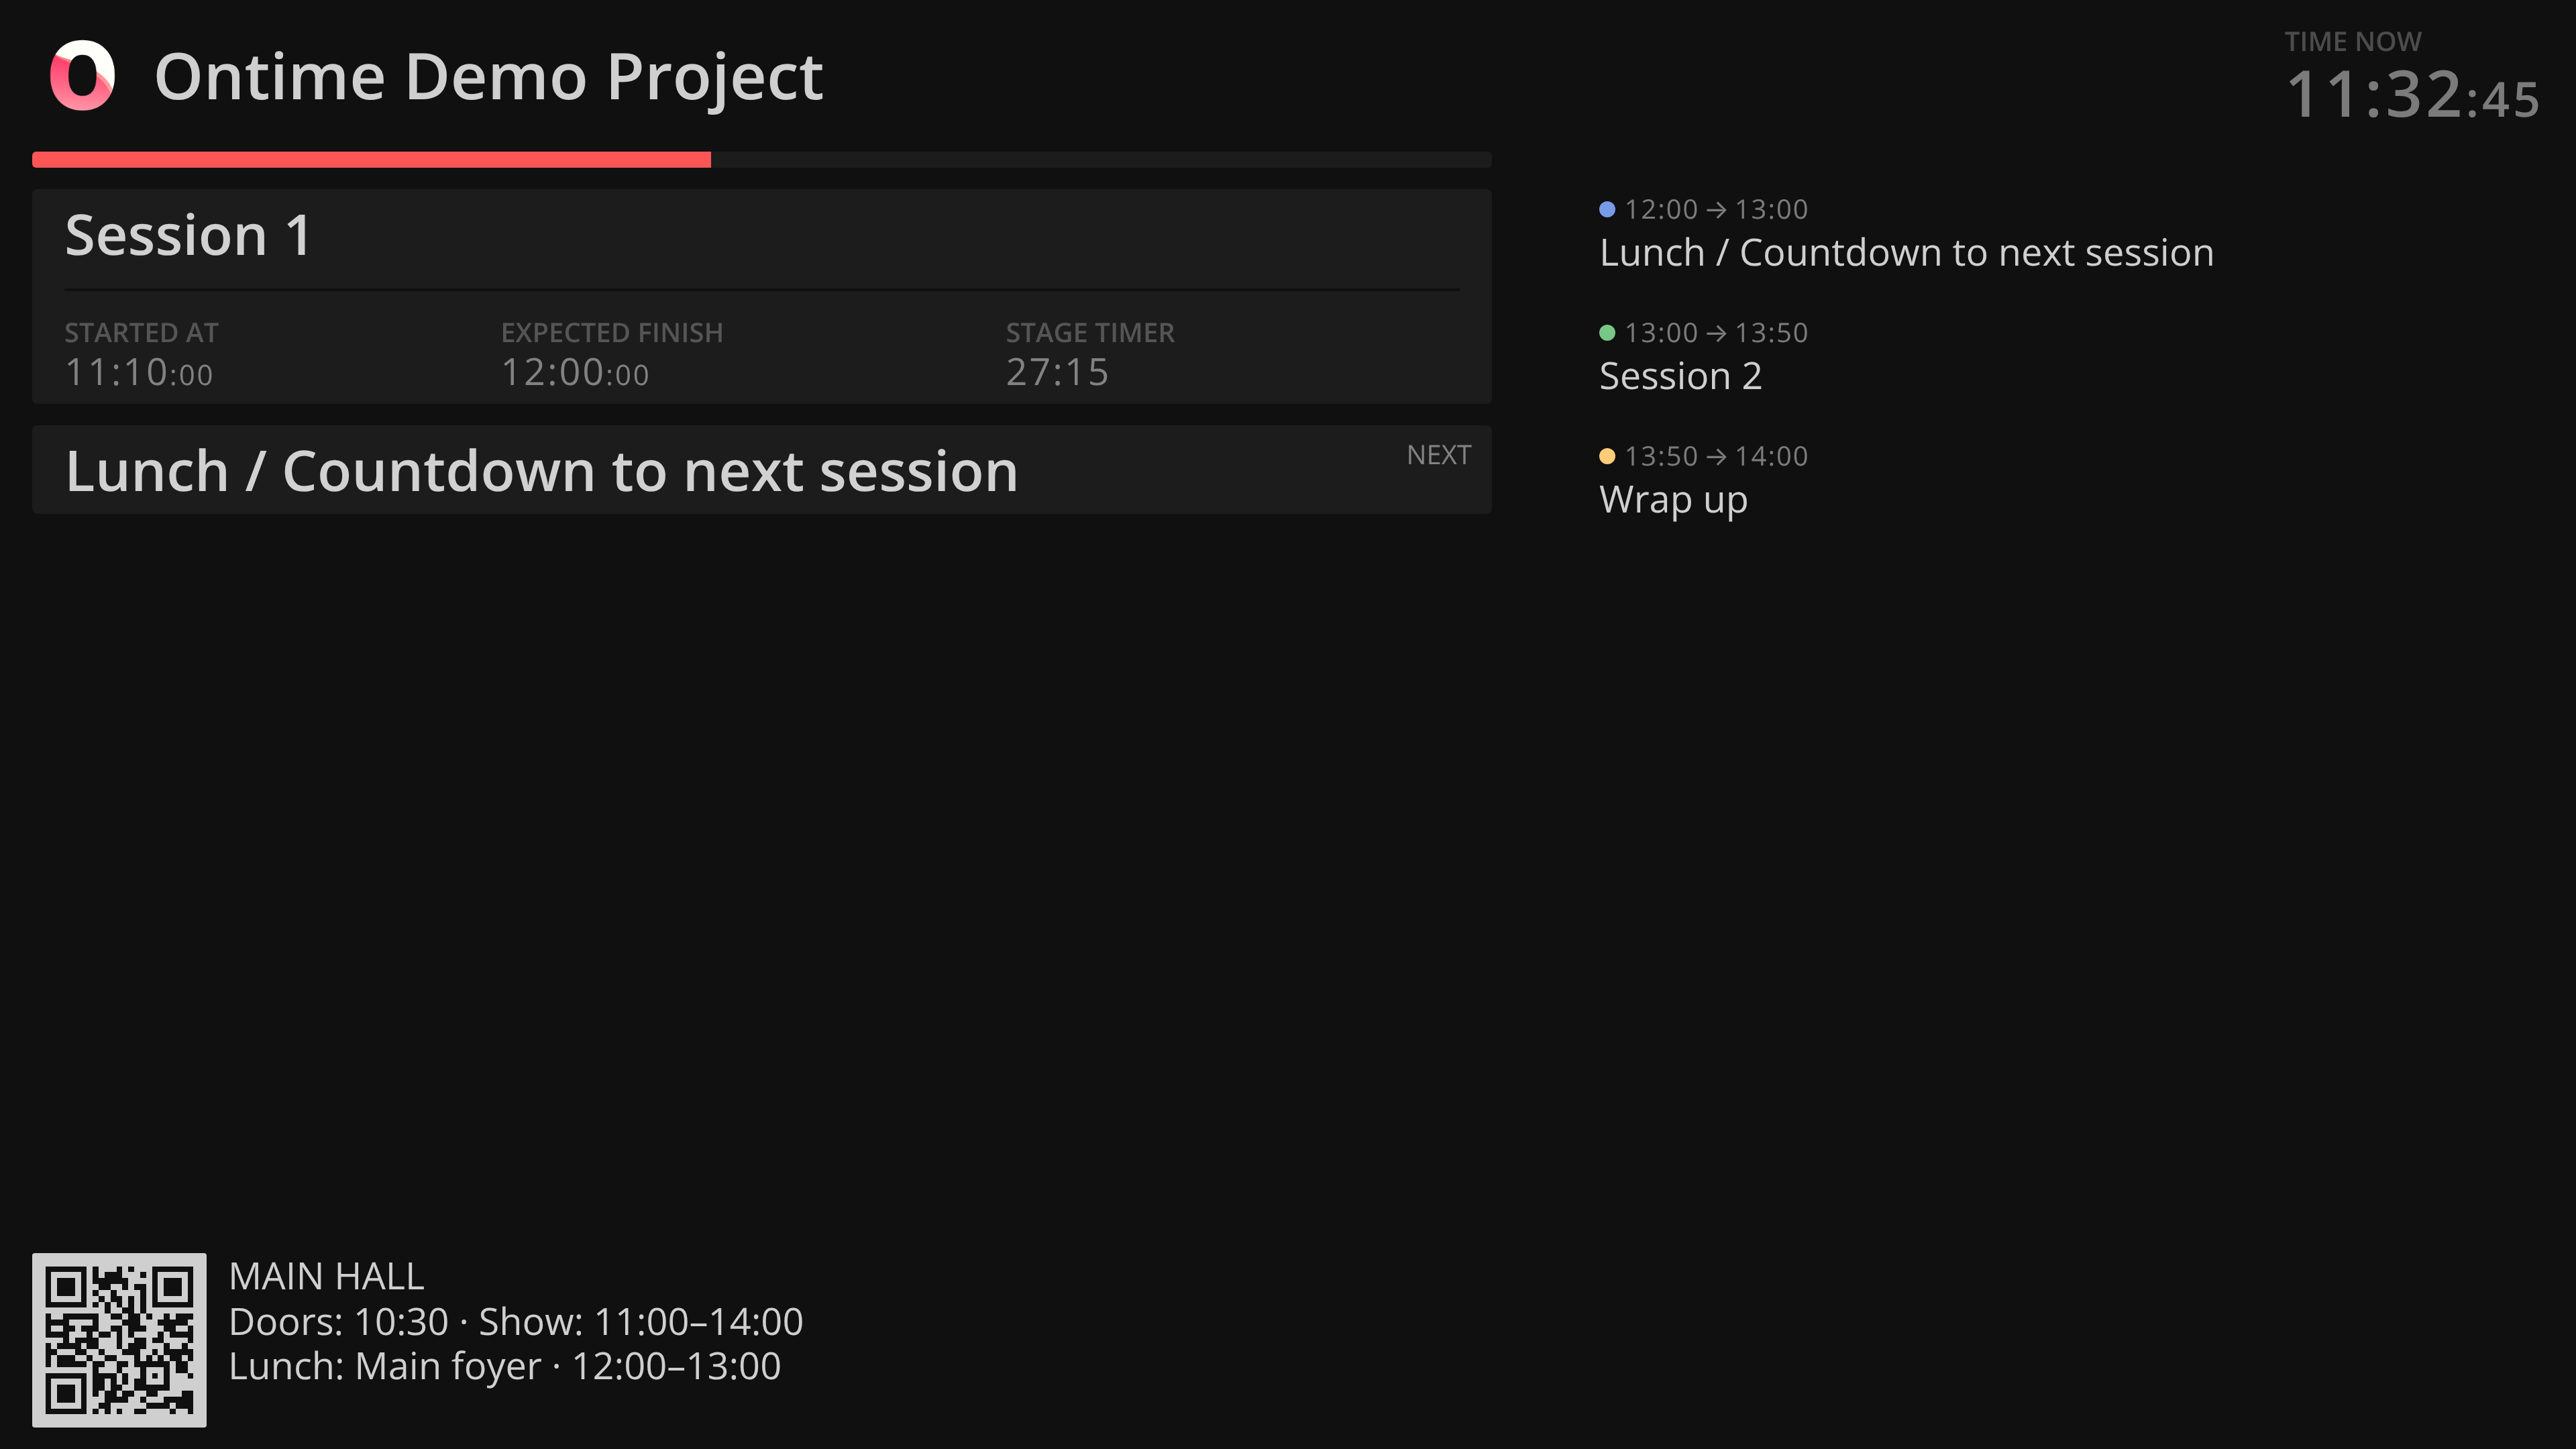 Ontime Demo Project
TIME NOW
11:32:45
Session 1
STARTED AT
11:10:00
EXPECTED FINISH
12:00:00
STAGE TIMER
27:15
Lunch / Countdown to next session
NEXT
12:00 → 13:00
Lunch / Countdown to next session
13:00 → 13:50
Session 2
13:50 → 14:00
Wrap up
MAIN HALL
Doors: 10:30 · Show: 11:00–14:00
Lunch: Main foyer · 12:00–13:00